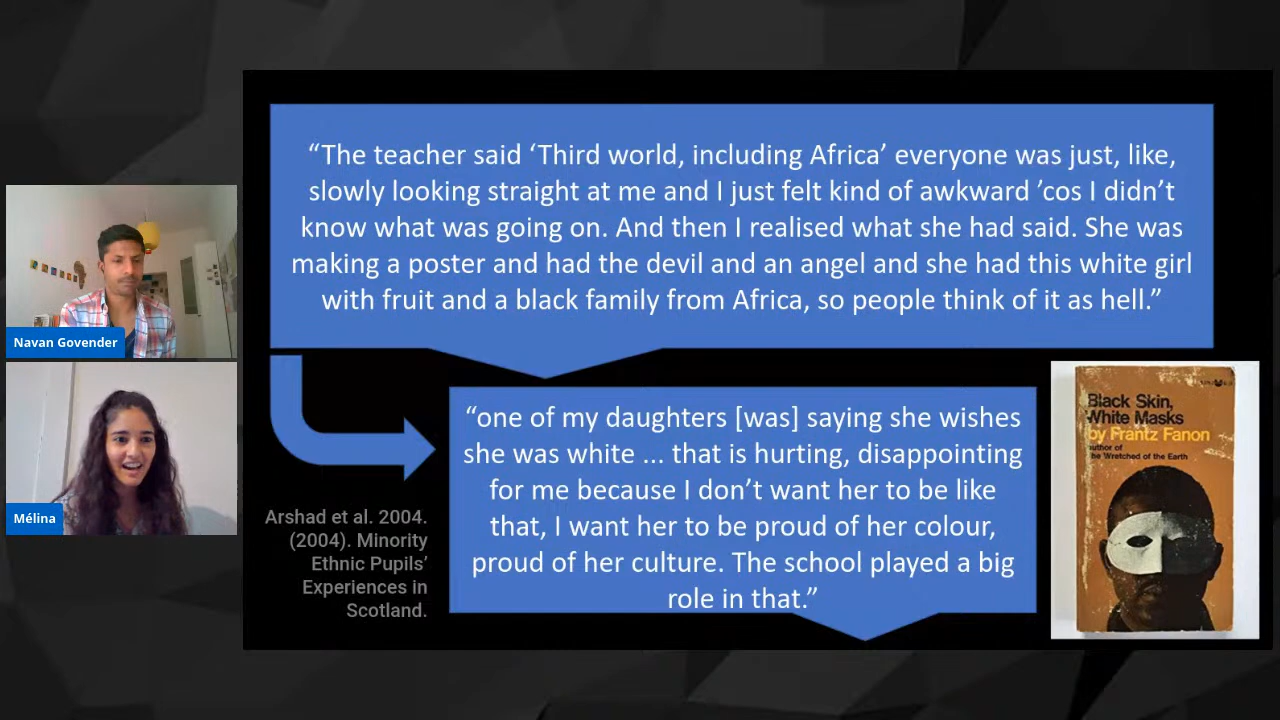 “The teacher said ‘Third world, including Africa’ everyone was just, like,
slowly looking straight at me and I just felt kind of awkward ’cos I didn’t
know what was going on. And then I realised what she had said. She was
making a poster and had the devil and an angel and she had this white girl
with fruit and a black family from Africa, so people think of it as hell.”
Navan Govender
Mélina
“one of my daughters [was] saying she wishes
she was white ... that is hurting, disappointing
for me because I don’t want her to be like
that, I want her to be proud of her colour,
proud of her culture. The school played a big
role in that.”
Arshad et al. 2004.
(2004). Minority
Ethnic Pupils’
Experiences in
Scotland.
Black Skin,
White Masks
by Frantz Fanon
author of
the Wretched of the Earth